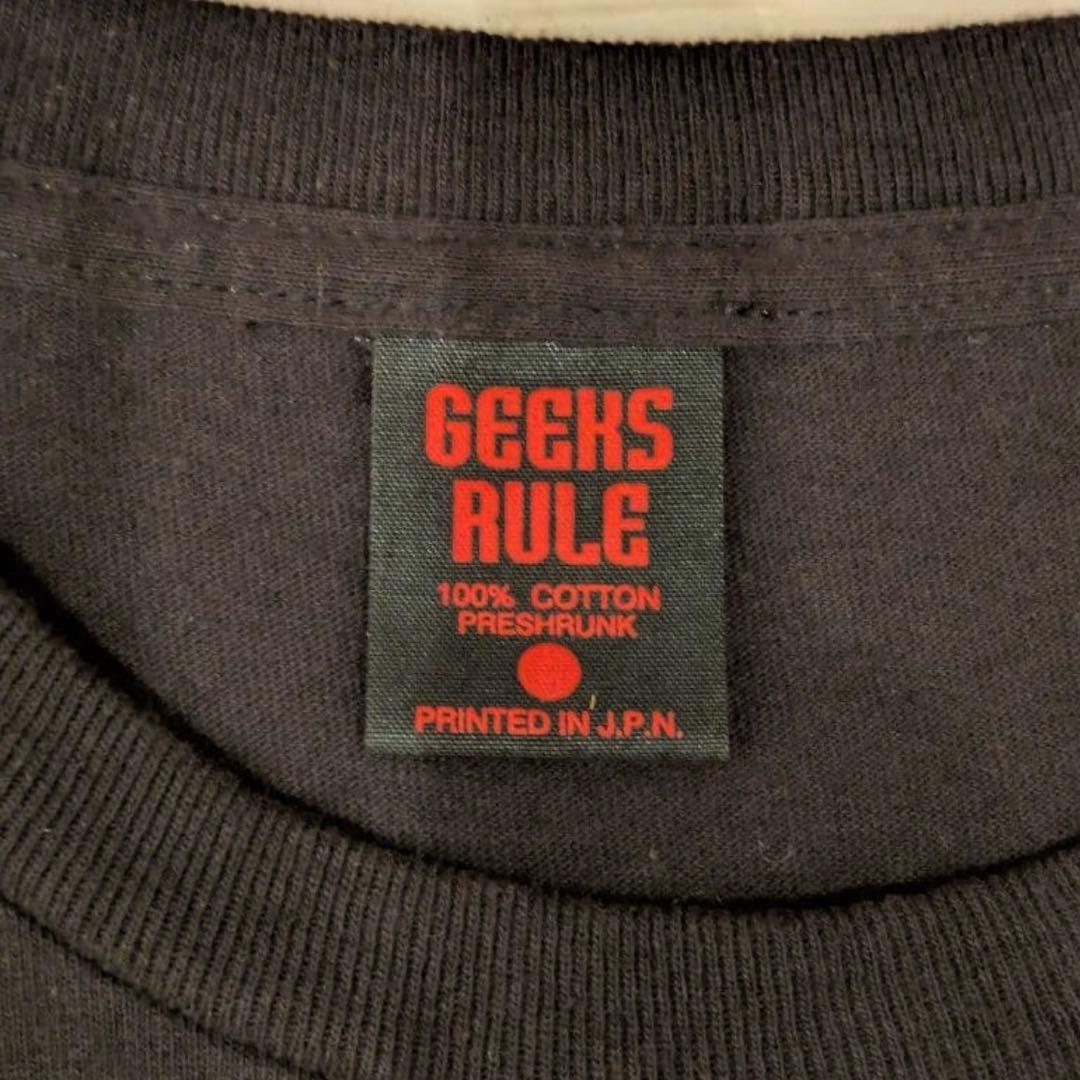 GEEKS
RULE
100% COTTON
PRESHRUNK
PRINTED IN J.P.N.